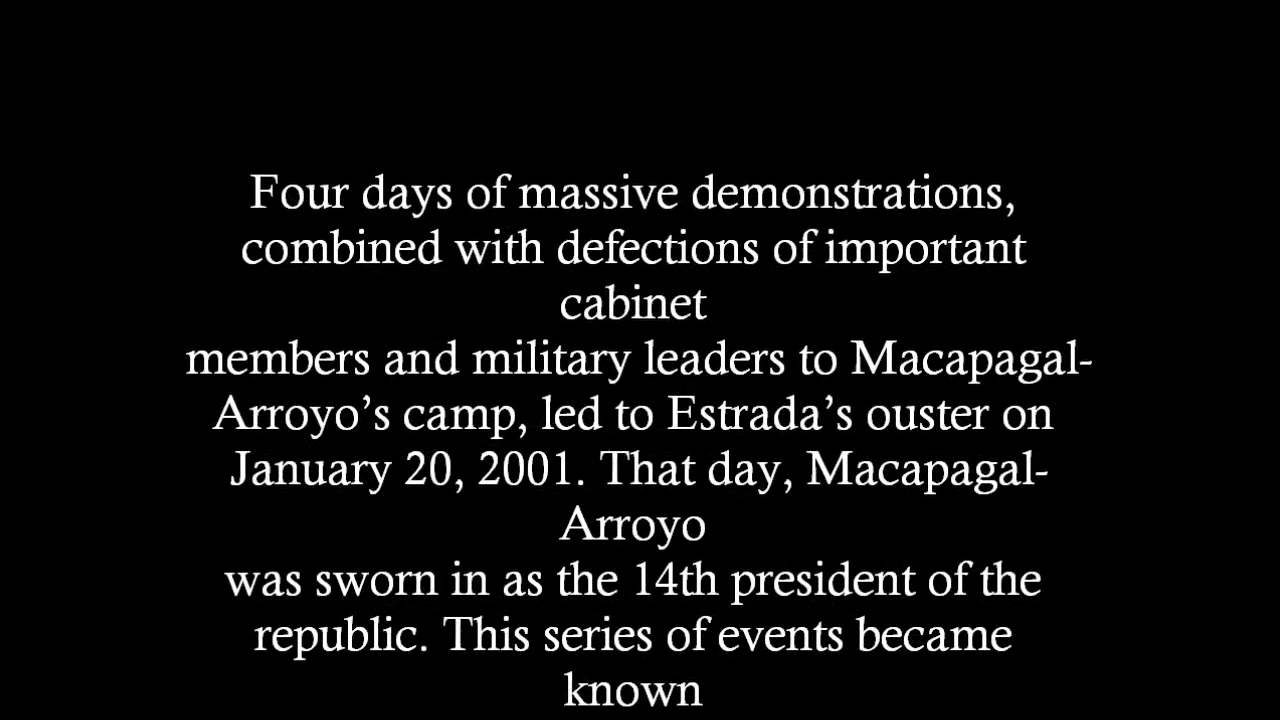 Four days of massive demonstrations,
combined with defections of important
cabinet
members and military leaders to Macapagal-
Arroyo’s camp, led to Estrada’s ouster on
January 20, 2001. That day, Macapagal-
Arroyo
was sworn in as the 14th president of the
republic. This series of events became
known